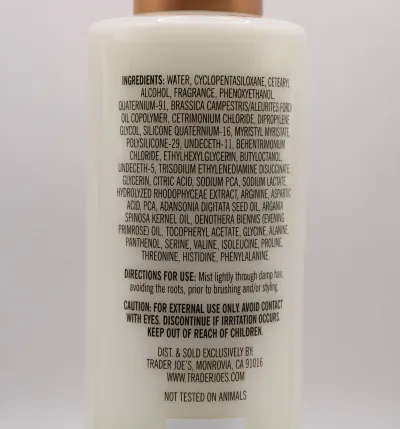 INGREDIENTS: WATER, CYCLOPENTASILOXANE, CETEARYL
ALCOHOL, FRAGRANCE, PHENOXYETHANOL,
QUATERNIUM-91, BRASSICA CAMPESTRIS/ALEURITES FORDI
OIL COPOLYMER, CETRIMONIUM CHLORIDE, DIPROPYLENE
GLYCOL, SILICONE QUATERNIUM-16, MYRISTYL MYRISTATE,
POLYSILICONE-29, UNDECETH-11, BEHENTRIMONIUM
CHLORIDE, ETHYLHEXYLGLYCERIN, BUTYLOCTANOL,
UNDECETH-5, TRISODIUM ETHYLENEDIAMINE DISUCCINATE,
GLYCERIN, CITRIC ACID, SODIUM PCA, SODIUM LACTATE,
HYDROLYZED RHODOPHYCEAE EXTRACT, ARGININE, ASPARTIC
ACID, PCA, ADANSONIA DIGITATA SEED OIL, ARGANIA
SPINOSA KERNEL OIL, OENOTHERA BIENNIS (EVENING
PRIMROSE) OIL, TOCOPHERYL ACETATE, GLYCINE, ALANINE,
PANTHENOL, SERINE, VALINE, ISOLEUCINE, PROLINE,
THREONINE, HISTIDINE, PHENYLALANINE.
DIRECTIONS FOR USE: Mist lightly through damp hair,
avoiding the roots, prior to brushing and/or styling.
CAUTION: FOR EXTERNAL USE ONLY. AVOID CONTACT
WITH EYES. DISCONTINUE IF IRRITATION OCCURS.
KEEP OUT OF REACH OF CHILDREN.
DIST. & SOLD EXCLUSIVELY BY:
TRADER JOE'S, MONROVIA, CA 91016
WWW.TRADERJOES.COM
NOT TESTED ON ANIMALS